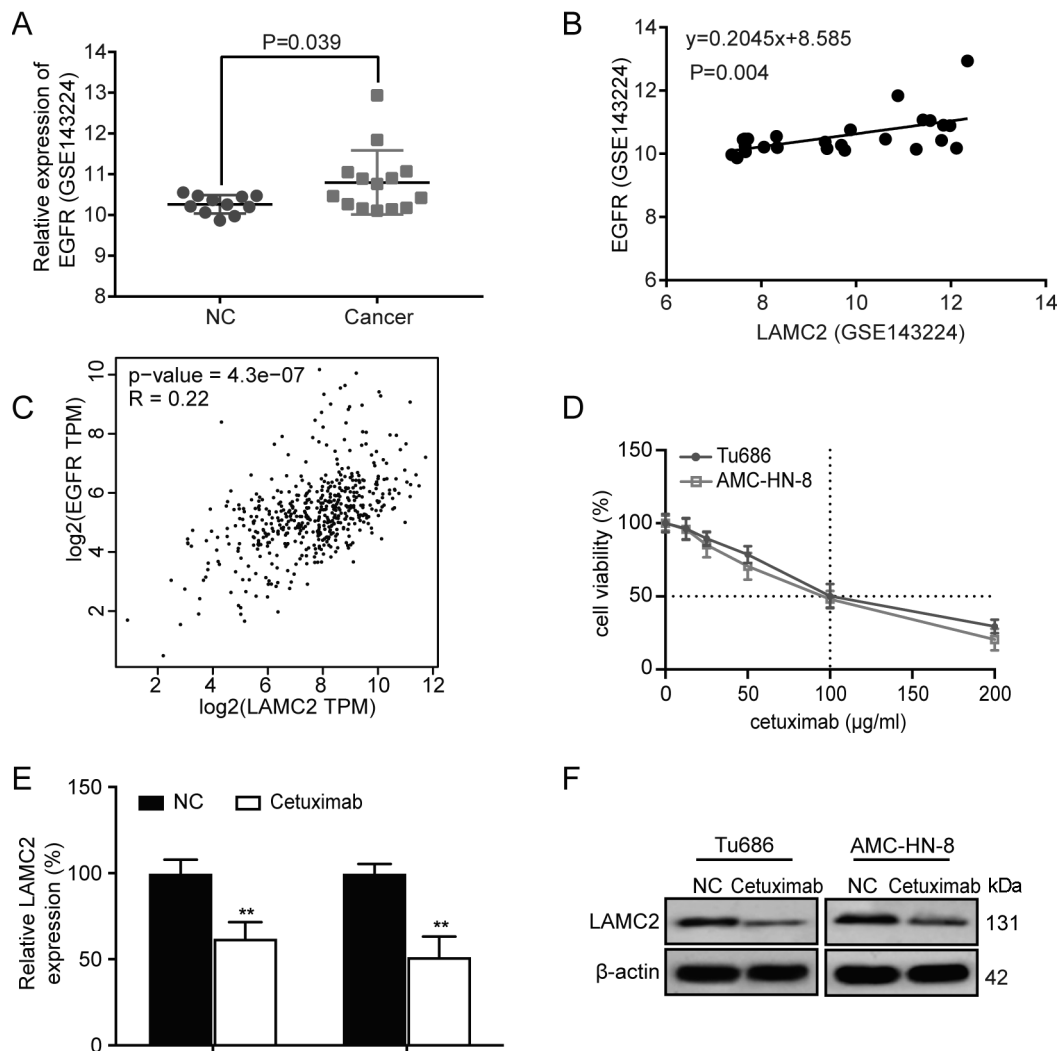 A
P=0.039
Relative expression of
EGFR (GSE143224)
14
13
12
11
10
9
8
NC
Cancer
B
y=0.2045x+8.585
P=0.004
EGFR (GSE143224)
14
12
10
8
6
6
8
10
12
14
LAMC2 (GSE143224)
C
p-value = 4.3e-07
R = 0.22
log2(EGFR TPM)
10
8
6
4
2
2
4
6
8
10
12
log2(LAMC2 TPM)
D
Tu686
AMC-HN-8
cell viability (%)
150
100
50
0
0
50
100
150
200
cetuximab (µg/ml)
E
NC
Cetuximab
Relative LAMC2
expression (%)
150
100
50
0
**
**
F
Tu686
AMC-HN-8
NC Cetuximab
NC Cetuximab
kDa
LAMC2
131
β-actin
42